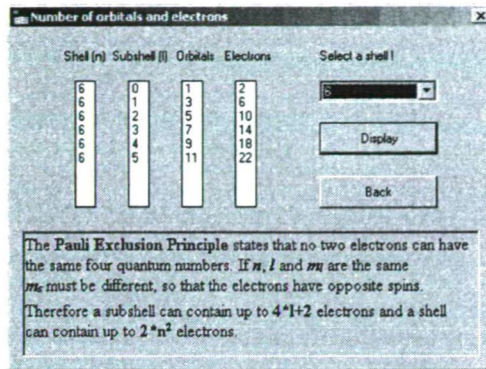 Number of orbitals and electrons
Shell (n) Subshell (l) Orbitals Electrons Select a shell !
6 0 1 2 6
6 1 3 6
6 2 5 10
6 3 7 14
6 4 9 18
6 5 11 22
Display
Back
The Pauli Exclusion Principle states that no two electrons can have
the same four quantum numbers. If n, l and mₗ are the same
mₛ must be different, so that the electrons have opposite spins.
Therefore a subshell can contain up to 4*l+2 electrons and a shell
can contain up to 2*n² electrons.